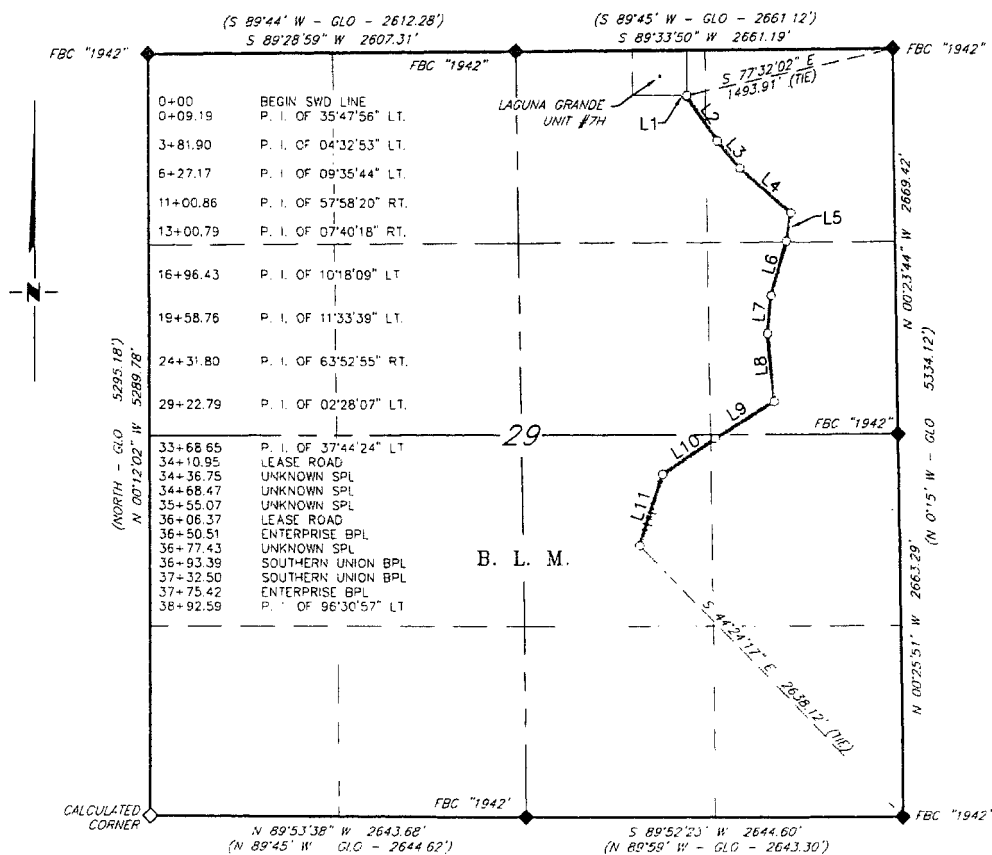 (S 89°44' W - GLO - 2612.28')
S 89°28'59" W 2607.31'
(S 89°45' W - GLO - 2661.12')
S 89°33'50" W 2661.19'
FBC "1942"
FBC "1942"
FBC "1942"
S 77°32'02" E
1493.91' (TIE)
LAGUNA GRANDE
UNIT #7H
L1
L2
L3
L4
L5
L6
L7
L8
L9
L10
L11
0+00 BEGIN SWD LINE
0+09.19 P. I. OF 35°47'56" LT.
3+81.90 P. I. OF 04°32'53" LT.
6+27.17 P. I. OF 09°35'44" LT.
11+00.86 P. I. OF 57°58'20" RT.
13+00.79 P. I. OF 07°40'18" RT.
16+96.43 P. I. OF 10°18'09" LT
19+58.76 P. I. OF 11°33'39" LT.
24+31.80 P. I. OF 63°52'55" RT.
29+22.79 P. I. OF 02°28'07" LT.
33+68.65 P. I. OF 37°44'24" LT
34+10.95 LEASE ROAD
34+36.75 UNKNOWN SPL
34+68.47 UNKNOWN SPL
35+55.07 UNKNOWN SPL
36+06.37 LEASE ROAD
36+50.51 ENTERPRISE BPL
36+77.43 UNKNOWN SPL
36+93.39 SOUTHERN UNION BPL
37+32.50 SOUTHERN UNION BPL
37+75.42 ENTERPRISE BPL
38+92.59 P. I OF 96°30'57" LT
N
(NORTH - GLO 5295.18')
N 00°12'02" W 5289.78'
29
B. L. M.
FBC "1942"
N 00°23'44" W 2669.42'
(N 0°15' W - GLO 5334.12')
N 00°25'51" W 2663.29'
S 44°24'17" E 2638.12' (TIE)
CALCULATED
CORNER
FBC "1942'
FBC "1942"
N 89°53'38" W 2643.68'
(N 89°45' W GLO - 2644.62')
S 89°52'23" W 2644.60'
(N 89°59' W - GLO - 2643.30')